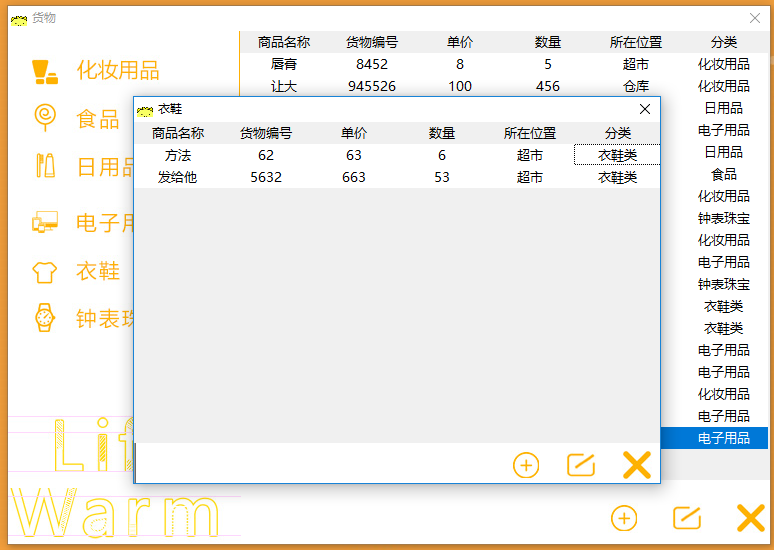 货物
化妆用品
食品
日用品
电子用
衣鞋
钟表珠
Lif
Warm
商品名称 货物编号 单价 数量 所在位置 分类
唇膏 8452 8 5 超市 化妆用品
让大 945526 100 456 仓库 化妆用品
日用品
电子用品
日用品
食品
化妆用品
钟表珠宝
化妆用品
电子用品
钟表珠宝
衣鞋类
衣鞋类
电子用品
电子用品
化妆用品
电子用品
电子用品
衣鞋
商品名称 货物编号 单价 数量 所在位置 分类
方法 62 63 6 超市 衣鞋类
发给他 5632 663 53 超市 衣鞋类